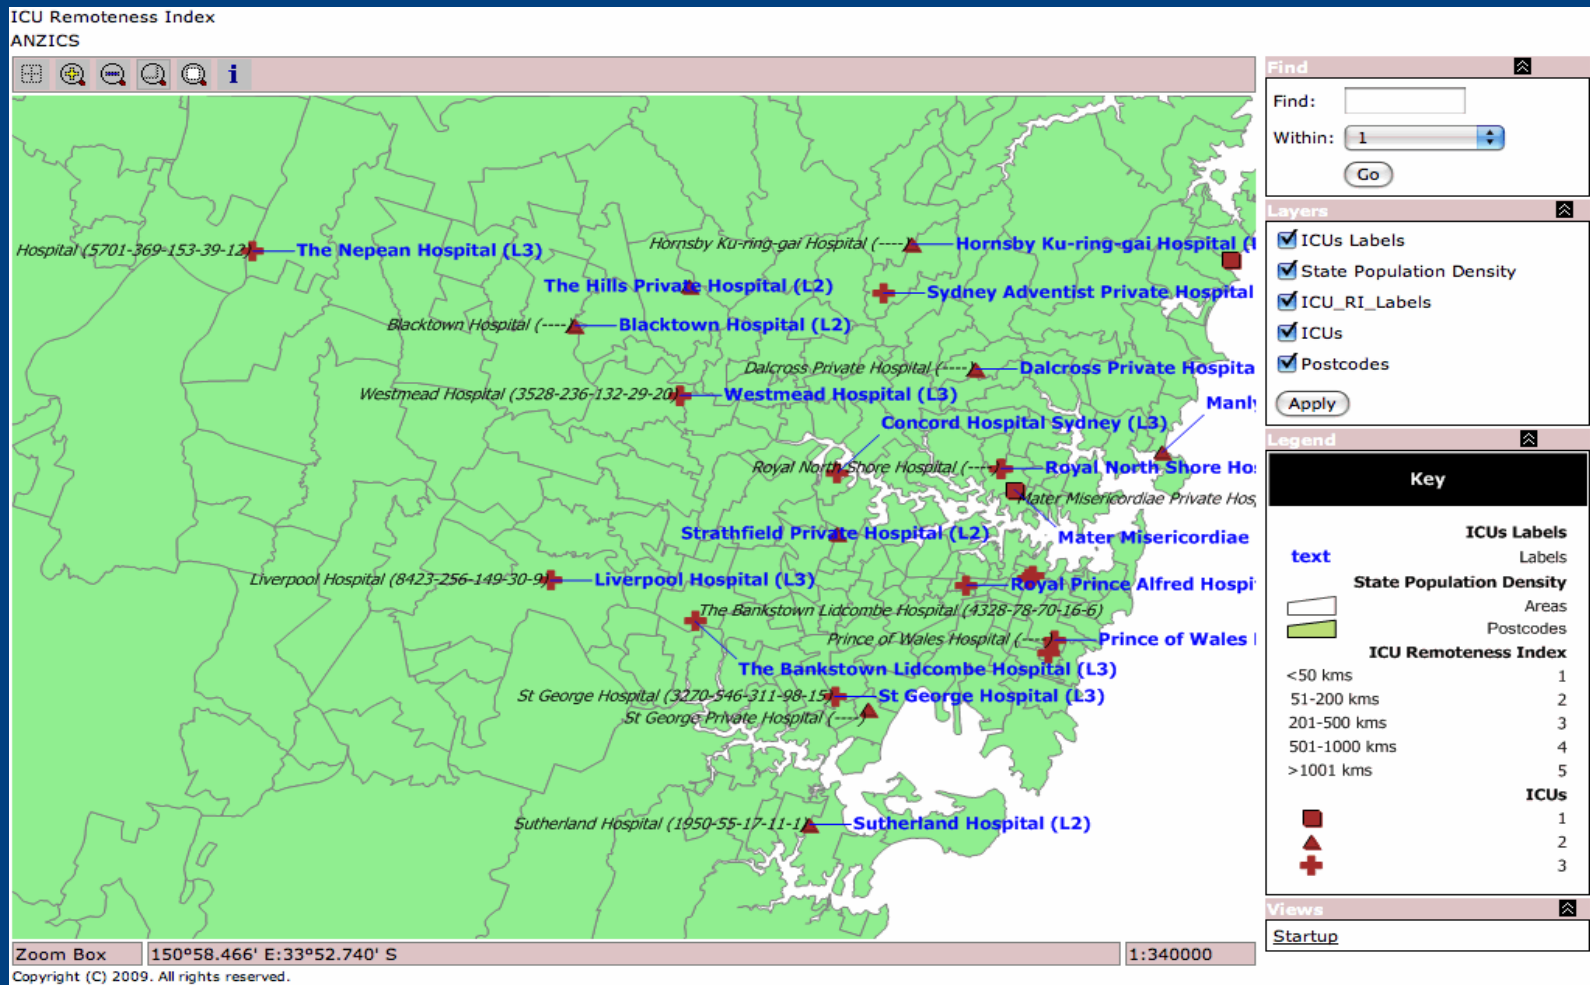 ICU Remoteness Index
ANZICS
Find
Find:
Within: 1
Go
Layers
ICUs Labels
State Population Density
ICU_RI_Labels
ICUs
Postcodes
Apply
Legend
Key
ICUs Labels
text Labels
State Population Density
Areas
Postcodes
ICU Remoteness Index
<50 kms 1
51-200 kms 2
201-500 kms 3
501-1000 kms 4
>1001 kms 5
ICUs
1
2
3
Views
Startup
Hornsby Ku-ring-gai Hospital (----) Hornsby Ku-ring-gai Hospital (
Hospital (5701-369-153-39-12) The Nepean Hospital (L3)
The Hills Private Hospital (L2) Sydney Adventist Private Hospital
Blacktown Hospital (----) Blacktown Hospital (L2)
Dalcross Private Hospital (----) Dalcross Private Hospita
Westmead Hospital (3528-236-132-29-20) Westmead Hospital (L3)
Manly
Concord Hospital Sydney (L3)
Royal North Shore Hospital (----) Royal North Shore Hos
Mater Misericordiae Private Hos
Strathfield Private Hospital (L2) Mater Misericordiae
Liverpool Hospital (8423-256-149-30-9) Liverpool Hospital (L3) Royal Prince Alfred Hospi
The Bankstown Lidcombe Hospital (4328-78-70-16-6)
Prince of Wales Hospital (----) Prince of Wales
The Bankstown Lidcombe Hospital (L3)
St George Hospital (3270-546-311-98-15) St George Hospital (L3)
St George Private Hospital (----)
Sutherland Hospital (1950-55-17-11-1) Sutherland Hospital (L2)
Zoom Box 150°58.466' E:33°52.740' S 1:340000
Copyright (C) 2009. All rights reserved.